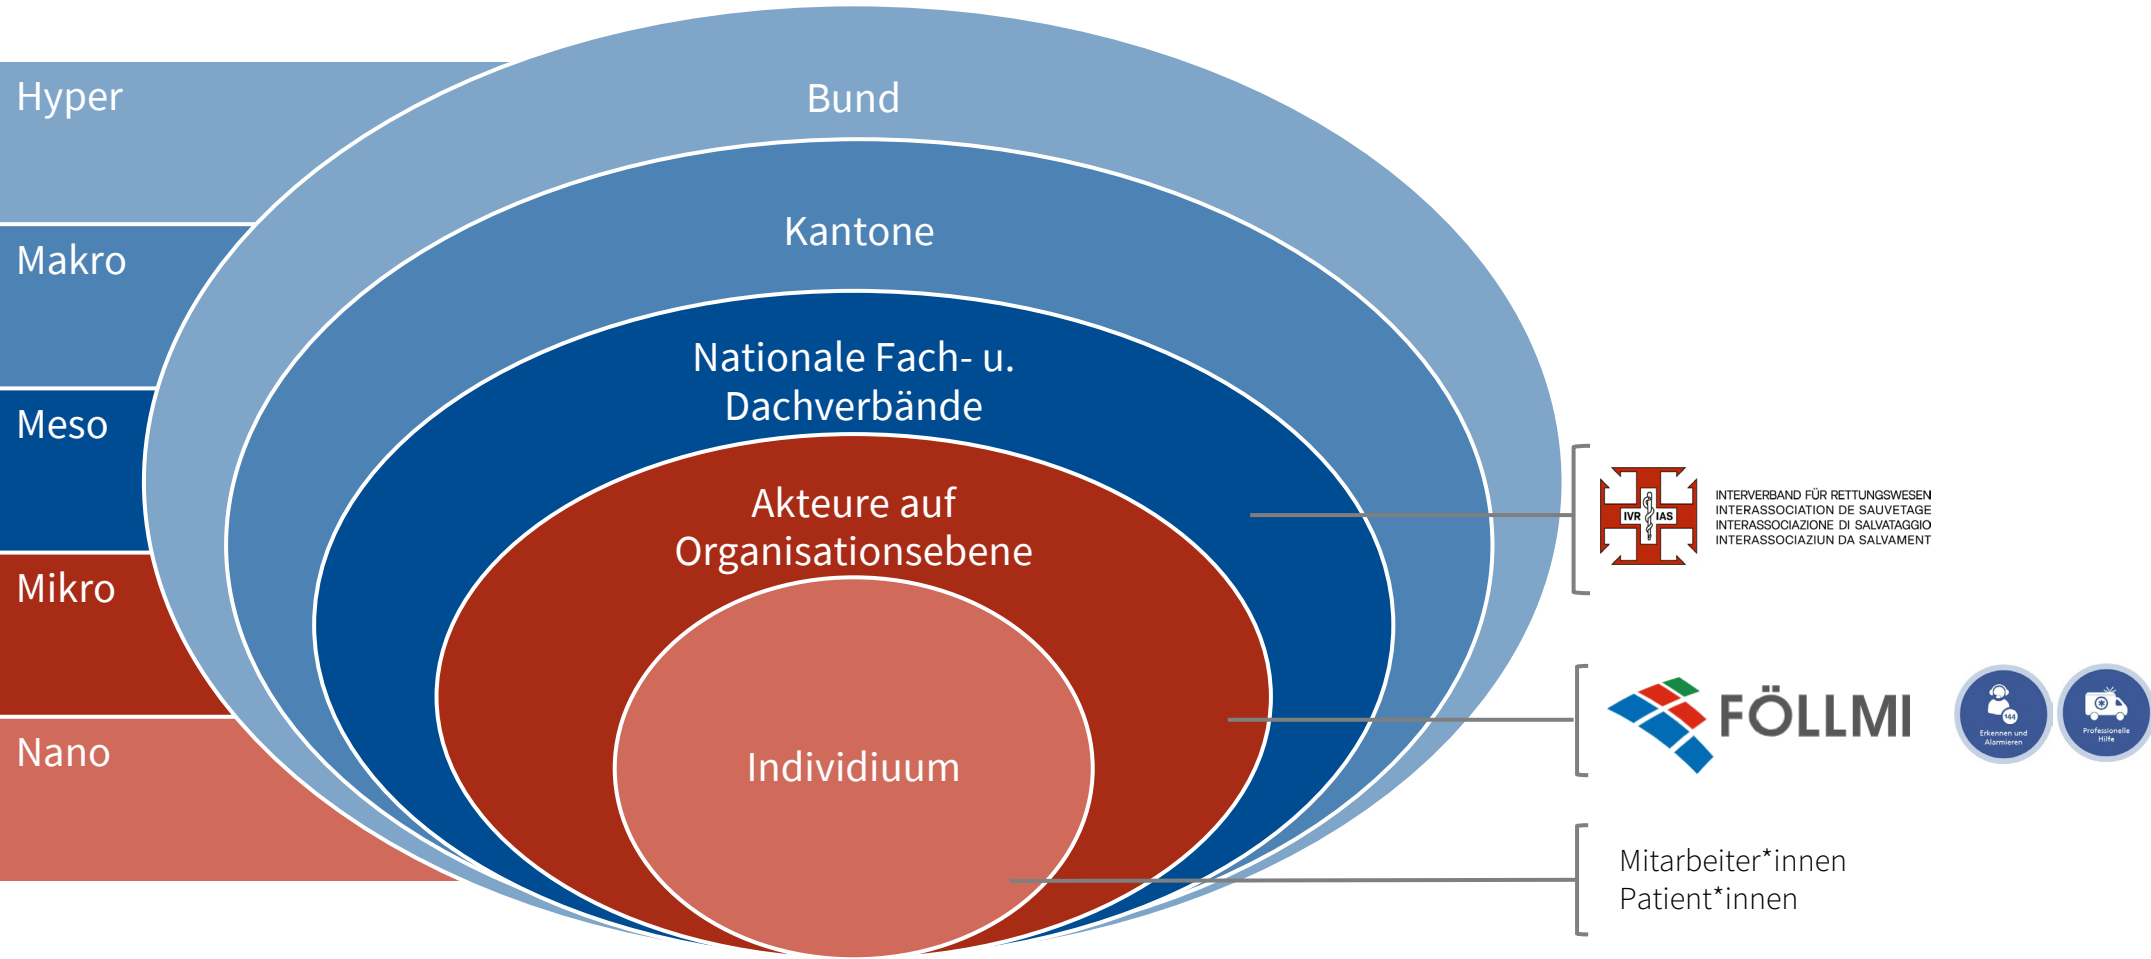 Hyper
Makro
Meso
Mikro
Nano
Bund
Kantone
Nationale Fach- u.
Dachverbände
Akteure auf
Organisationsebene
Individiuum
IVR IAS
INTERVERBAND FÜR RETTUNGSWESEN
INTERASSOCIATION DE SAUVETAGE
INTERASSOCIAZIONE DI SALVATAGGIO
INTERASSOCIAZIUN DA SALVAMENT
FÖLLMI
144
Erkennen und
Alarmieren
Professionelle
Hilfe
Mitarbeiter*innen
Patient*innen